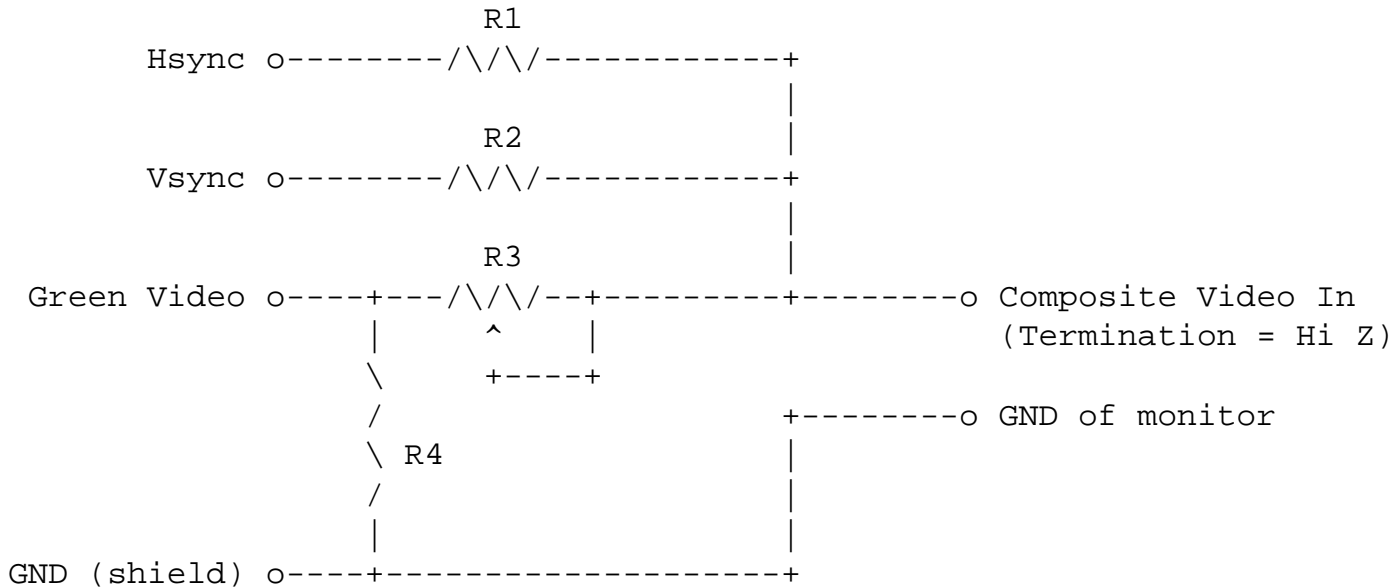 R1
Hsync o--------/\/\/------------+
|
R2 |
Vsync o--------/\/\/------------+
|
R3 |
Green Video o----+---/\/\/--+---------+--------o Composite Video In
| ^ | (Termination = Hi Z)
\ +----+
/ +--------o GND of monitor
\ R4 |
/ |
| |
GND (shield) o----+---------------------+